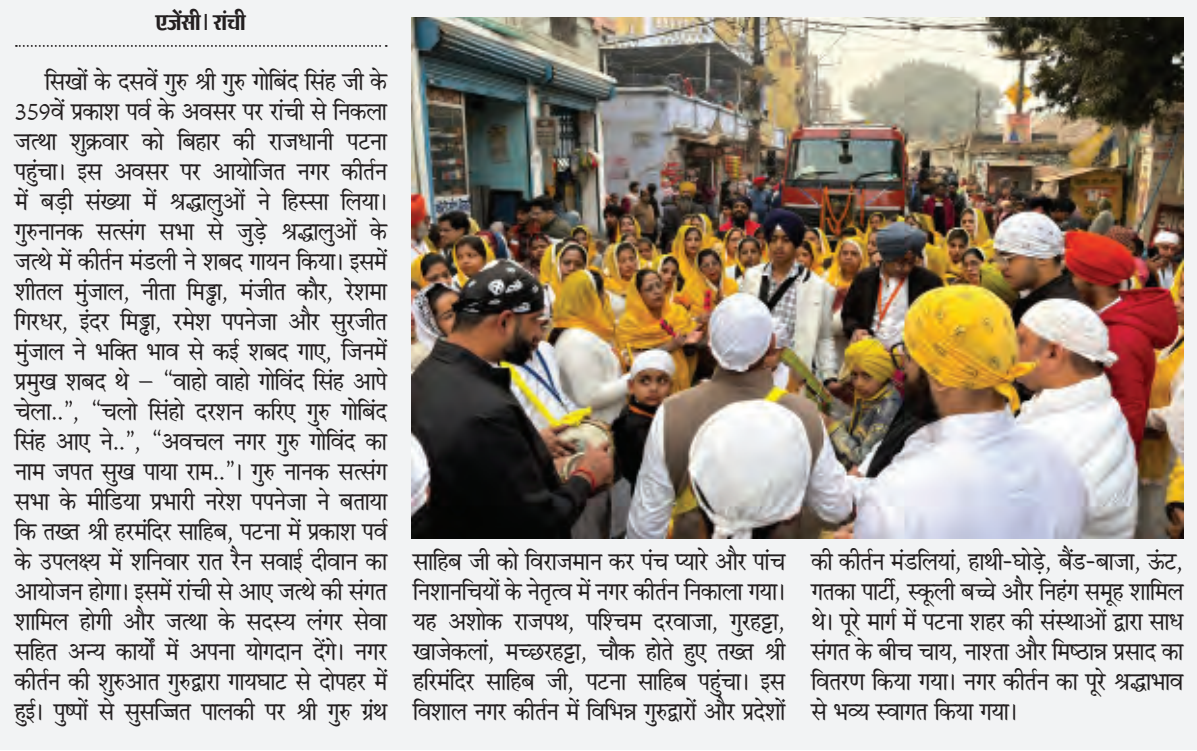 एजेंसी। रांची
सिखों के दसवें गुरु श्री गुरु गोबिंद सिंह जी के
359वें प्रकाश पर्व के अवसर पर रांची से निकला
जत्था शुक्रवार को बिहार की राजधानी पटना
पहुंचा। इस अवसर पर आयोजित नगर कीर्तन
में बड़ी संख्या में श्रद्धालुओं ने हिस्सा लिया।
गुरुनानक सत्संग सभा से जुड़े श्रद्धालुओं के
जत्थे में कीर्तन मंडली ने शबद गायन किया। इसमें
शीतल मुंजाल, नीता मिड्ढा, मंजीत कौर, रेशमा
गिरधर, इंदर मिड्ढा, रमेश पपनेजा और सुरजीत
मुंजाल ने भक्ति भाव से कई शबद गाए, जिनमें
प्रमुख शबद थे – “वाहो वाहो गोविंद सिंह आपे
चेला..”, “चलो सिंहो दरशन करिए गुरु गोबिंद
सिंह आए ने..”, “अवचल नगर गुरु गोविंद का
नाम जपत सुख पाया राम..”। गुरु नानक सत्संग
सभा के मीडिया प्रभारी नरेश पपनेजा ने बताया
कि तख्त श्री हरमंदिर साहिब, पटना में प्रकाश पर्व
के उपलक्ष्य में शनिवार रात रैन सवाई दीवान का
आयोजन होगा। इसमें रांची से आए जत्थे की संगत
शामिल होगी और जत्था के सदस्य लंगर सेवा
सहित अन्य कार्यों में अपना योगदान देंगे। नगर
कीर्तन की शुरुआत गुरुद्वारा गायघाट से दोपहर में
हुई। पुष्पों से सुसज्जित पालकी पर श्री गुरु ग्रंथ
साहिब जी को विराजमान कर पंच प्यारे और पांच
निशानचियों के नेतृत्व में नगर कीर्तन निकाला गया।
यह अशोक राजपथ, पश्चिम दरवाजा, गुरहट्टा,
खाजेकलां, मच्छरहट्टा, चौक होते हुए तख्त श्री
हरिमंदिर साहिब जी, पटना साहिब पहुंचा। इस
विशाल नगर कीर्तन में विभिन्न गुरुद्वारों और प्रदेशों
की कीर्तन मंडलियां, हाथी-घोड़े, बैंड-बाजा, ऊंट,
गतका पार्टी, स्कूली बच्चे और निहंग समूह शामिल
थे। पूरे मार्ग में पटना शहर की संस्थाओं द्वारा साध
संगत के बीच चाय, नाश्ता और मिष्ठान्न प्रसाद का
वितरण किया गया। नगर कीर्तन का पूरे श्रद्धाभाव
से भव्य स्वागत किया गया।